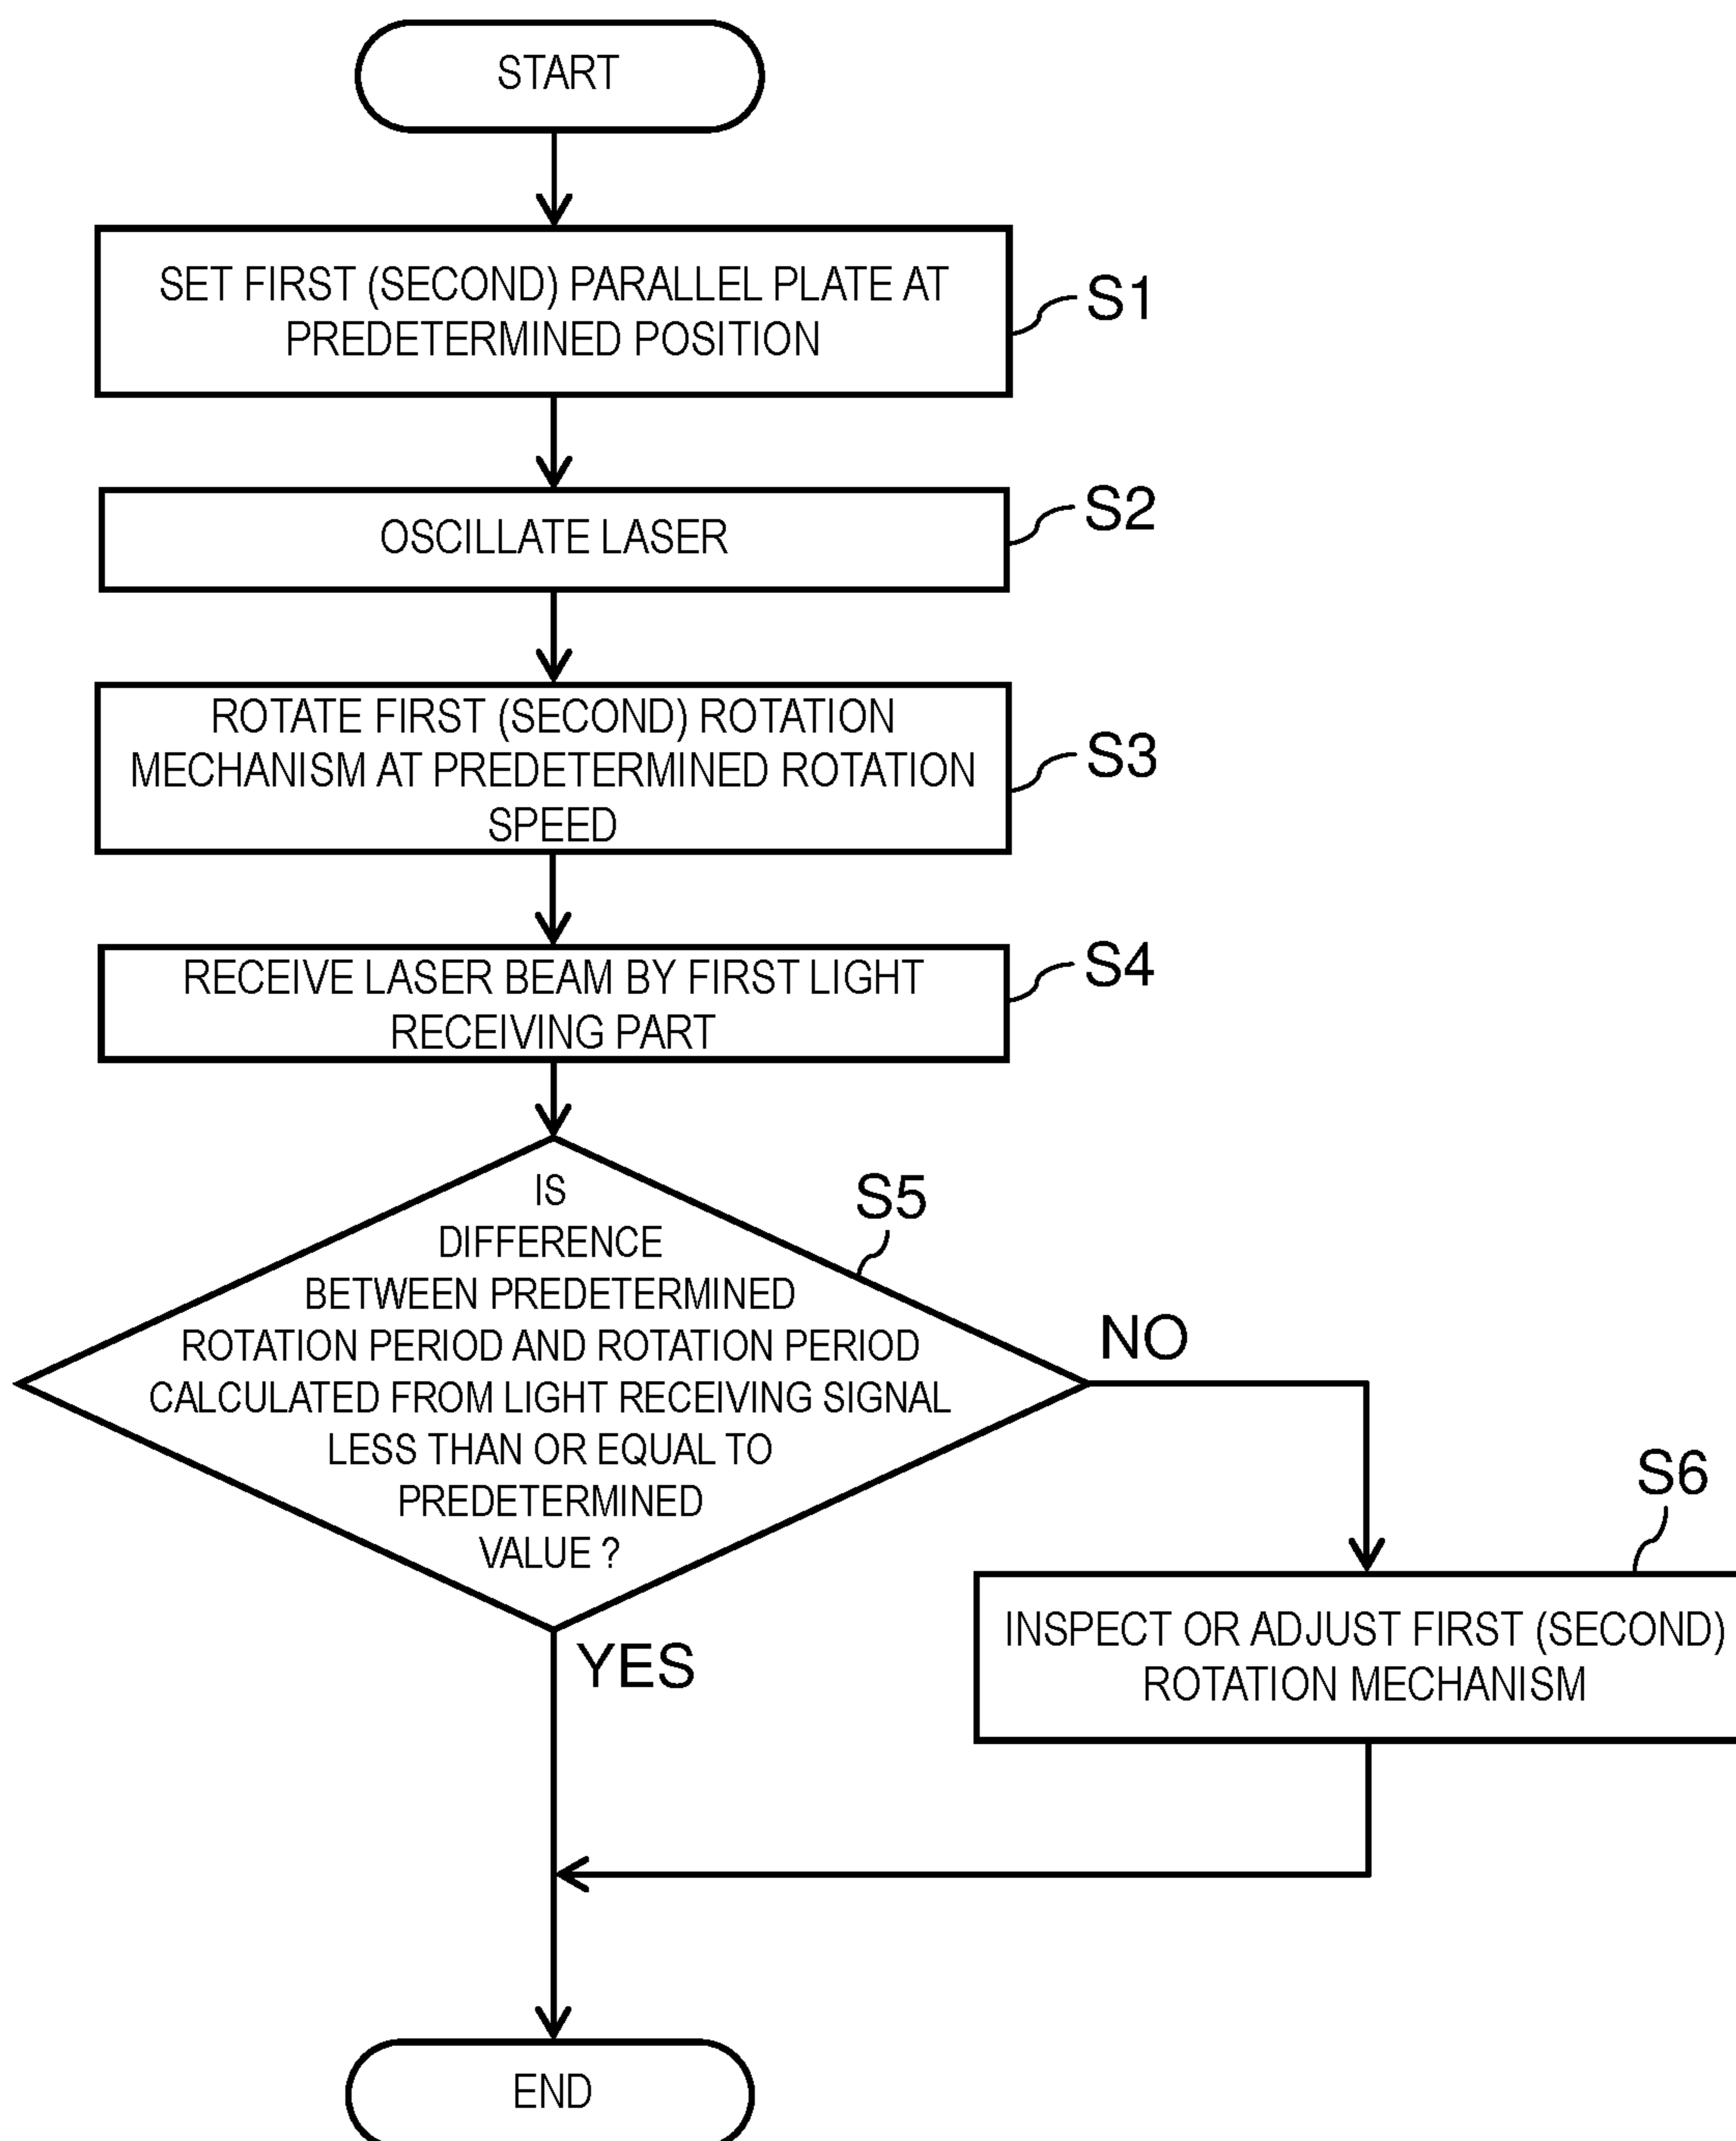 START
SET FIRST (SECOND) PARALLEL PLATE AT
PREDETERMINED POSITION
S1
OSCILLATE LASER
S2
ROTATE FIRST (SECOND) ROTATION
MECHANISM AT PREDETERMINED ROTATION
SPEED
S3
RECEIVE LASER BEAM BY FIRST LIGHT
RECEIVING PART
S4
IS
DIFFERENCE
BETWEEN PREDETERMINED
ROTATION PERIOD AND ROTATION PERIOD
CALCULATED FROM LIGHT RECEIVING SIGNAL
LESS THAN OR EQUAL TO
PREDETERMINED
VALUE ?
S5
NO
YES
S6
INSPECT OR ADJUST FIRST (SECOND)
ROTATION MECHANISM
END